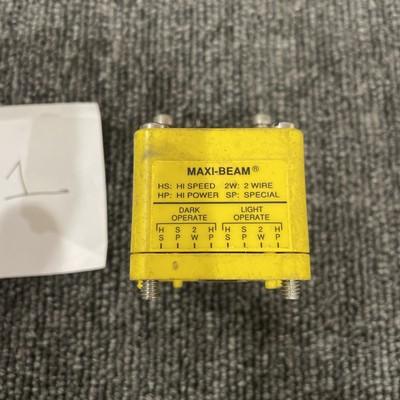 MAXI-BEAM®
HS: HI SPEED 2W: 2 WIRE
HP: HI POWER SP: SPECIAL
DARK OPERATE
LIGHT OPERATE
H S 2 H H S 2 H
S P W P S P W P
1